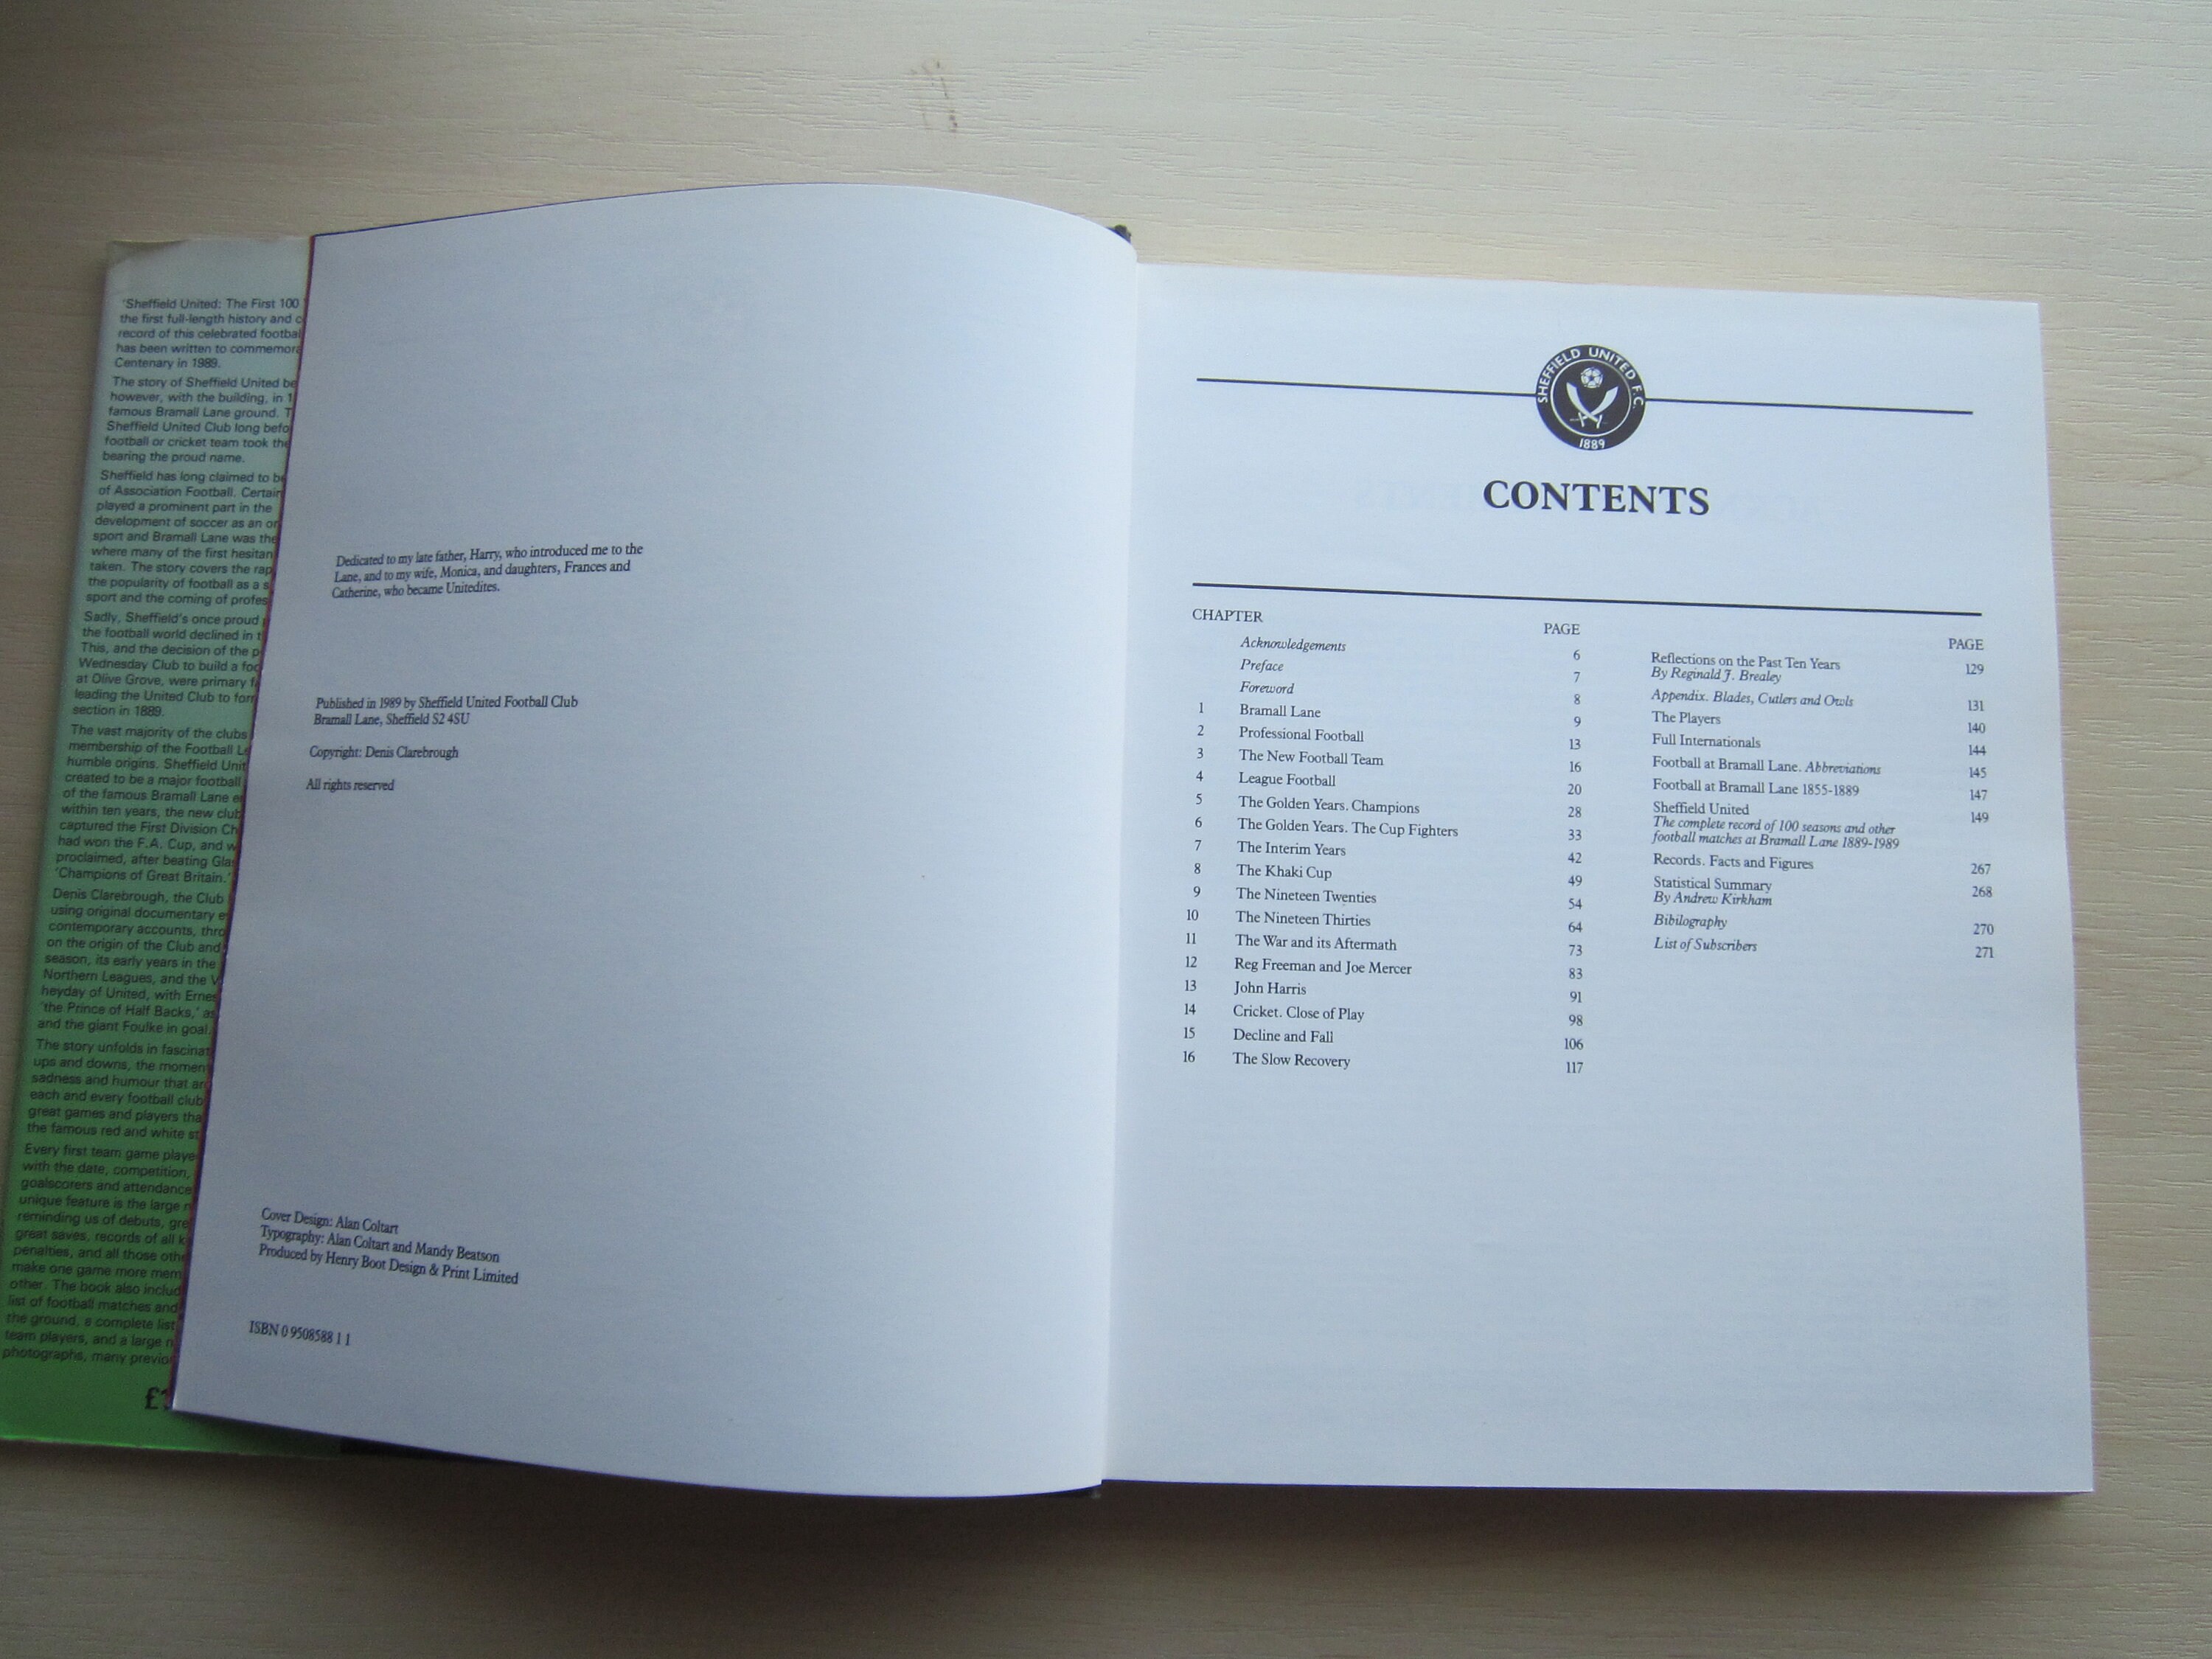 'Sheffield United: The First 100
the first full-length history and
record of this celebrated
has been written to
Centenary in 1989.
The story of Sheffield United
however, with the building, in
famous Bramall Lane ground.
Sheffield United Club long
football or cricket team took
bearing the proud name.
Sheffield has long claimed to
of Association Football.
played a prominent part in the
development of soccer as an
sport and Bramall Lane was the
where many of the first
taken. The story covers the
the popularity of football as a
sport and the coming of
Sadly, Sheffield's once proud
the football world declined in
This, and the decision of the
Wednesday Club to build a
at Olive Grove, were primary
leading the United Club to
section in 1889.
The vast majority of the clubs
membership of the Football
humble origins. Sheffield
created to be a major football
of the famous Bramall Lane
within ten years, the new club
captured the First Division
had won the F.A. Cup, and
proclaimed, after beating
'Champions of Great Britain.'
Denis Clarebrough, the Club
using original documentary
contemporary accounts,
on the origin of the Club and
season, its early years in the
Northern Leagues, and the
heyday of United, with
'the Prince of Half Backs,'
and the giant Foulke in goal.
The story unfolds in
ups and downs, the
sadness and humour that
each and every football club
great games and players
the famous red and white
Every first team game
with the date, competition,
goalscorers and attendance
unique feature is the large
reminding us of debuts,
great saves, records of all
penalties, and all those
make one game more
other. The book also
list of football matches and
the ground, a complete list
team players, and a large
photographs, many
£
Dedicated to my late father, Harry, who introduced me to the
Lane, and to my wife, Monica, and daughters, Frances and
Catherine, who became Unitedites.
Published in 1989 by Sheffield United Football Club
Bramall Lane, Sheffield S2 4SU
Copyright: Denis Clarebrough
All rights reserved
Cover Design: Alan Coltart
Typography: Alan Coltart and Mandy Beatson
Produced by Henry Boot Design & Print Limited
ISBN 0 9508588 1 1
SHEFFIELD UNITED F.C.
1889
CONTENTS
CHAPTER PAGE
Acknowledgements 6
Preface 7
Foreword 8
1 Bramall Lane 9
2 Professional Football 13
3 The New Football Team 16
4 League Football 20
5 The Golden Years. Champions 28
6 The Golden Years. The Cup Fighters 33
7 The Interim Years 42
8 The Khaki Cup 49
9 The Nineteen Twenties 54
10 The Nineteen Thirties 64
11 The War and its Aftermath 73
12 Reg Freeman and Joe Mercer 83
13 John Harris 91
14 Cricket. Close of Play 98
15 Decline and Fall 106
16 The Slow Recovery 117
PAGE
Reflections on the Past Ten Years 129
By Reginald J. Brealey
Appendix. Blades, Cutlers and Owls 131
The Players 140
Full Internationals 144
Football at Bramall Lane. Abbreviations 145
Football at Bramall Lane 1855-1889 147
Sheffield United 149
The complete record of 100 seasons and other
football matches at Bramall Lane 1889-1989
Records. Facts and Figures 267
Statistical Summary 268
By Andrew Kirkham
Bibilography 270
List of Subscribers 271